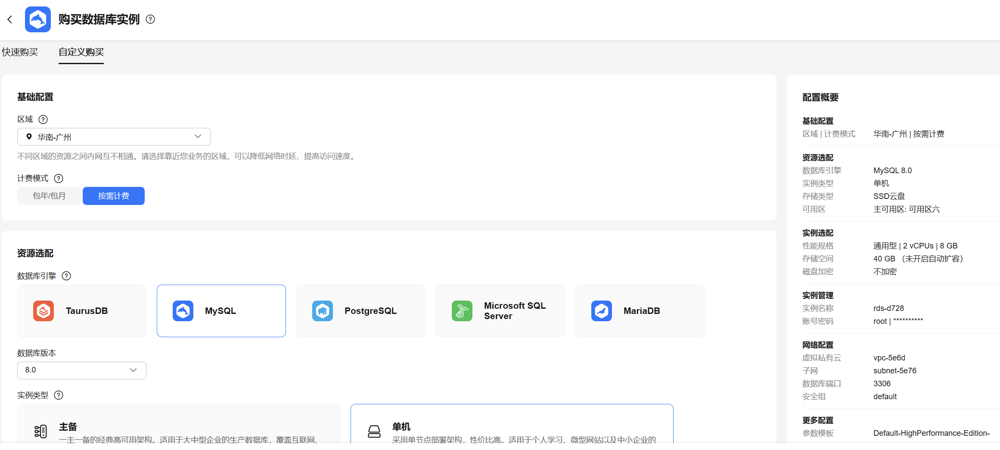 购买数据库实例
快速购买
自定义购买
基础配置
区域
华南-广州
不同区域的资源之间内网互不相通。请选择靠近您业务的区域，可以降低网络时延、提高访问速度。
计费模式
包年/包月
按需计费
资源选配
数据库引擎
TaurusDB
MySQL
PostgreSQL
Microsoft SQL
Server
MariaDB
数据库版本
8.0
实例类型
主备
一主一备的经典高可用架构。适用于大中型企业的生产数据库，覆盖互联网、
单机
采用单节点部署架构，性价比高。适用于个人学习、微型网站以及中小企业的
配置概要
基础配置
区域 | 计费模式 华南-广州 | 按需计费
资源选配
数据库引擎 MySQL 8.0
实例类型 单机
存储类型 SSD云盘
可用区 主可用区: 可用区六
实例选配
性能规格 通用型 | 2 vCPUs | 8 GB
存储空间 40 GB （未开启自动扩容）
磁盘加密 不加密
实例管理
实例名称 rds-d728
账号密码 root | **********
网络配置
虚拟私有云 vpc-5e6d
子网 subnet-5e76
数据库端口 3306
安全组 default
更多配置
参数模板 Default-HighPerformance-Edition-